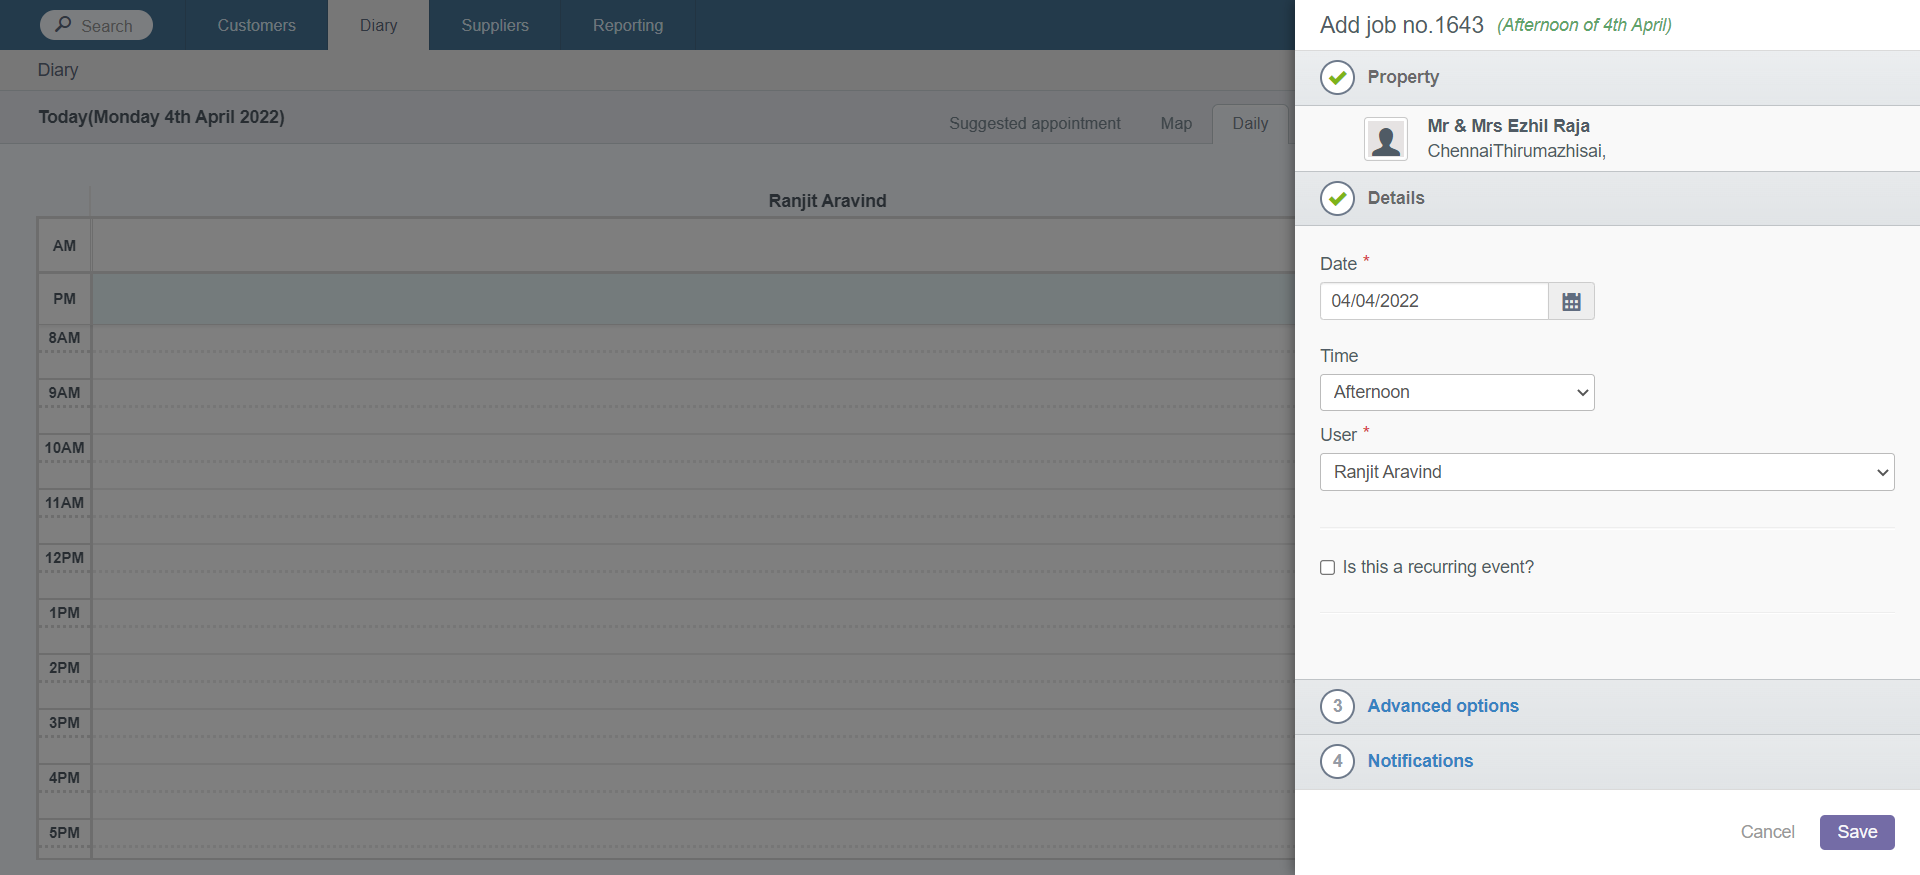 Search
Customers
Diary
Suppliers
Reporting
Diary
Today(Monday 4th April 2022)
Suggested appointment
Map
Daily
Ranjit Aravind
AM
PM
8AM
9AM
10AM
11AM
12PM
1PM
2PM
3PM
4PM
5PM
Add job no.1643 (Afternoon of 4th April)
Property
Mr & Mrs Ezhil Raja
ChennaiThirumazhisai,
Details
Date *
04/04/2022
Time
Afternoon
User *
Ranjit Aravind
Is this a recurring event?
3 Advanced options
4 Notifications
Cancel
Save